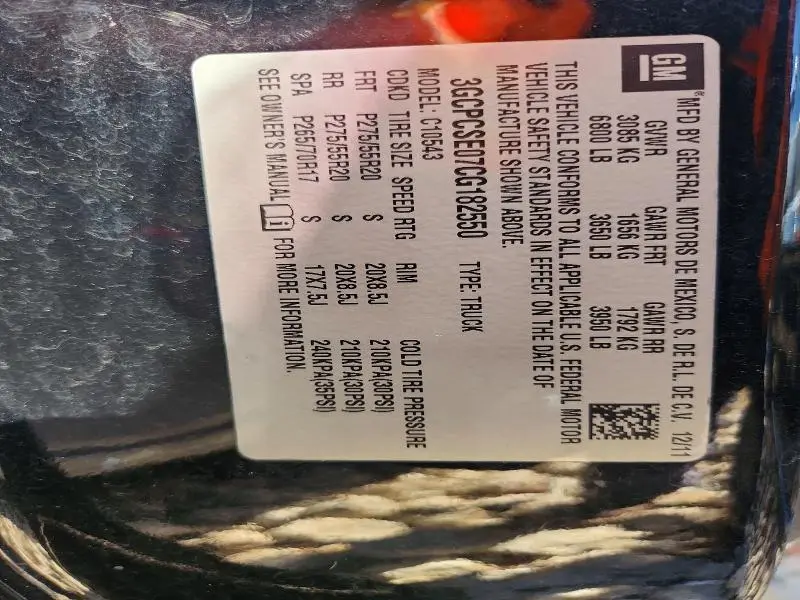 GM
® MFD BY GENERAL MOTORS DE MEXICO, S. DE R.L. DE C.V. 12/11
GVWR GAWR FRT GAWR RR
3085 KG 1656 KG 1792 KG
6800 LB 3650 LB 3950 LB
THIS VEHICLE CONFORMS TO ALL APPLICABLE U.S. FEDERAL MOTOR
VEHICLE SAFETY STANDARDS IN EFFECT ON THE DATE OF
MANUFACTURE SHOWN ABOVE.
3GCPCSE07CG182550 TYPE: TRUCK
MODEL: C10543
CDKD TIRE SIZE SPEED RTG RIM COLD TIRE PRESSURE
FRT P275/55R20 S 20X8.5J 210KPA(30PSI)
RR P275/55R20 S 20X8.5J 210KPA(30PSI)
SPA P265/70R17 S 17X7.5J 240KPA(35PSI)
SEE OWNER'S MANUAL FOR MORE INFORMATION.